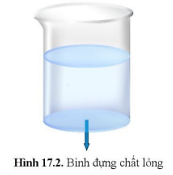 Hình 17.2. Bình đựng chất lỏng